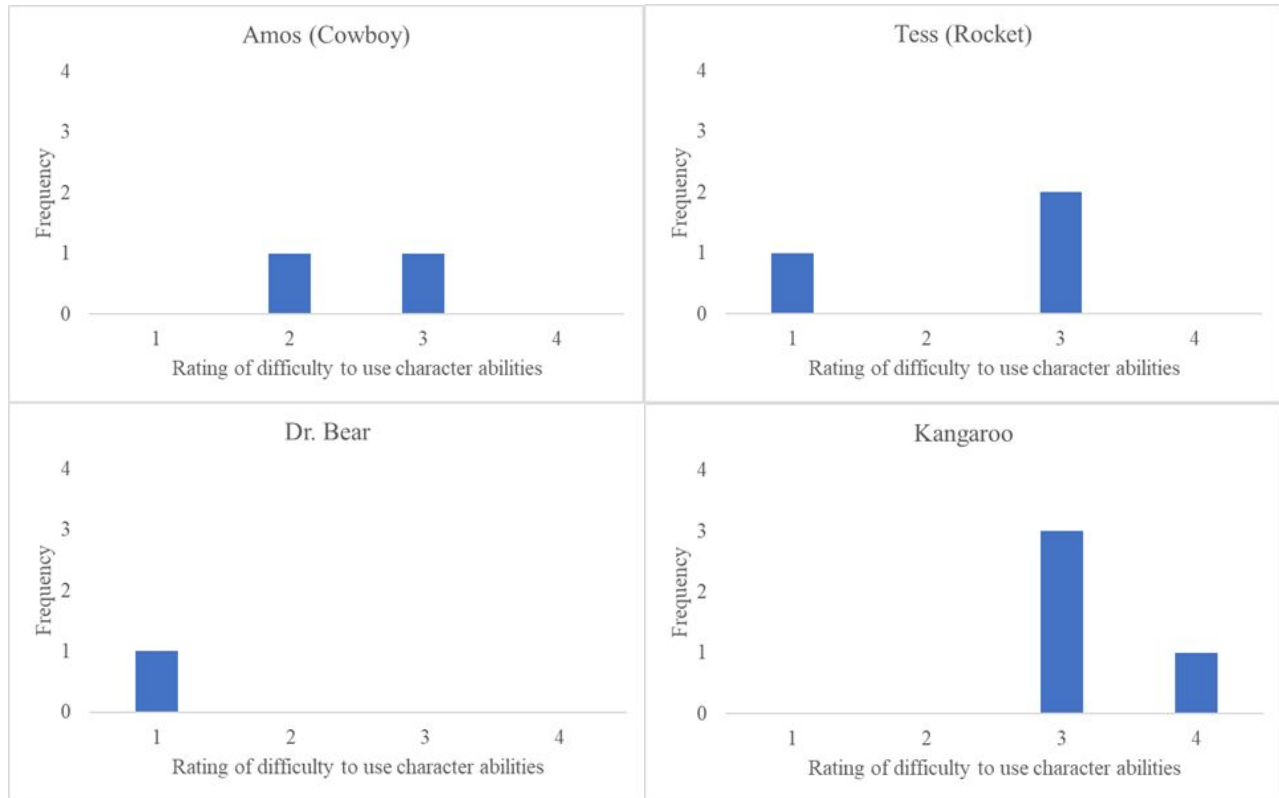 Amos (Cowboy)
4
3
2
1
0
Frequency
1 2 3 4
Rating of difficulty to use character abilities
Tess (Rocket)
4
3
2
1
0
Frequency
1 2 3 4
Rating of difficulty to use character abilities
Dr. Bear
4
3
2
1
0
Frequency
1 2 3 4
Rating of difficulty to use character abilities
Kangaroo
4
3
2
1
0
Frequency
1 2 3 4
Rating of difficulty to use character abilities